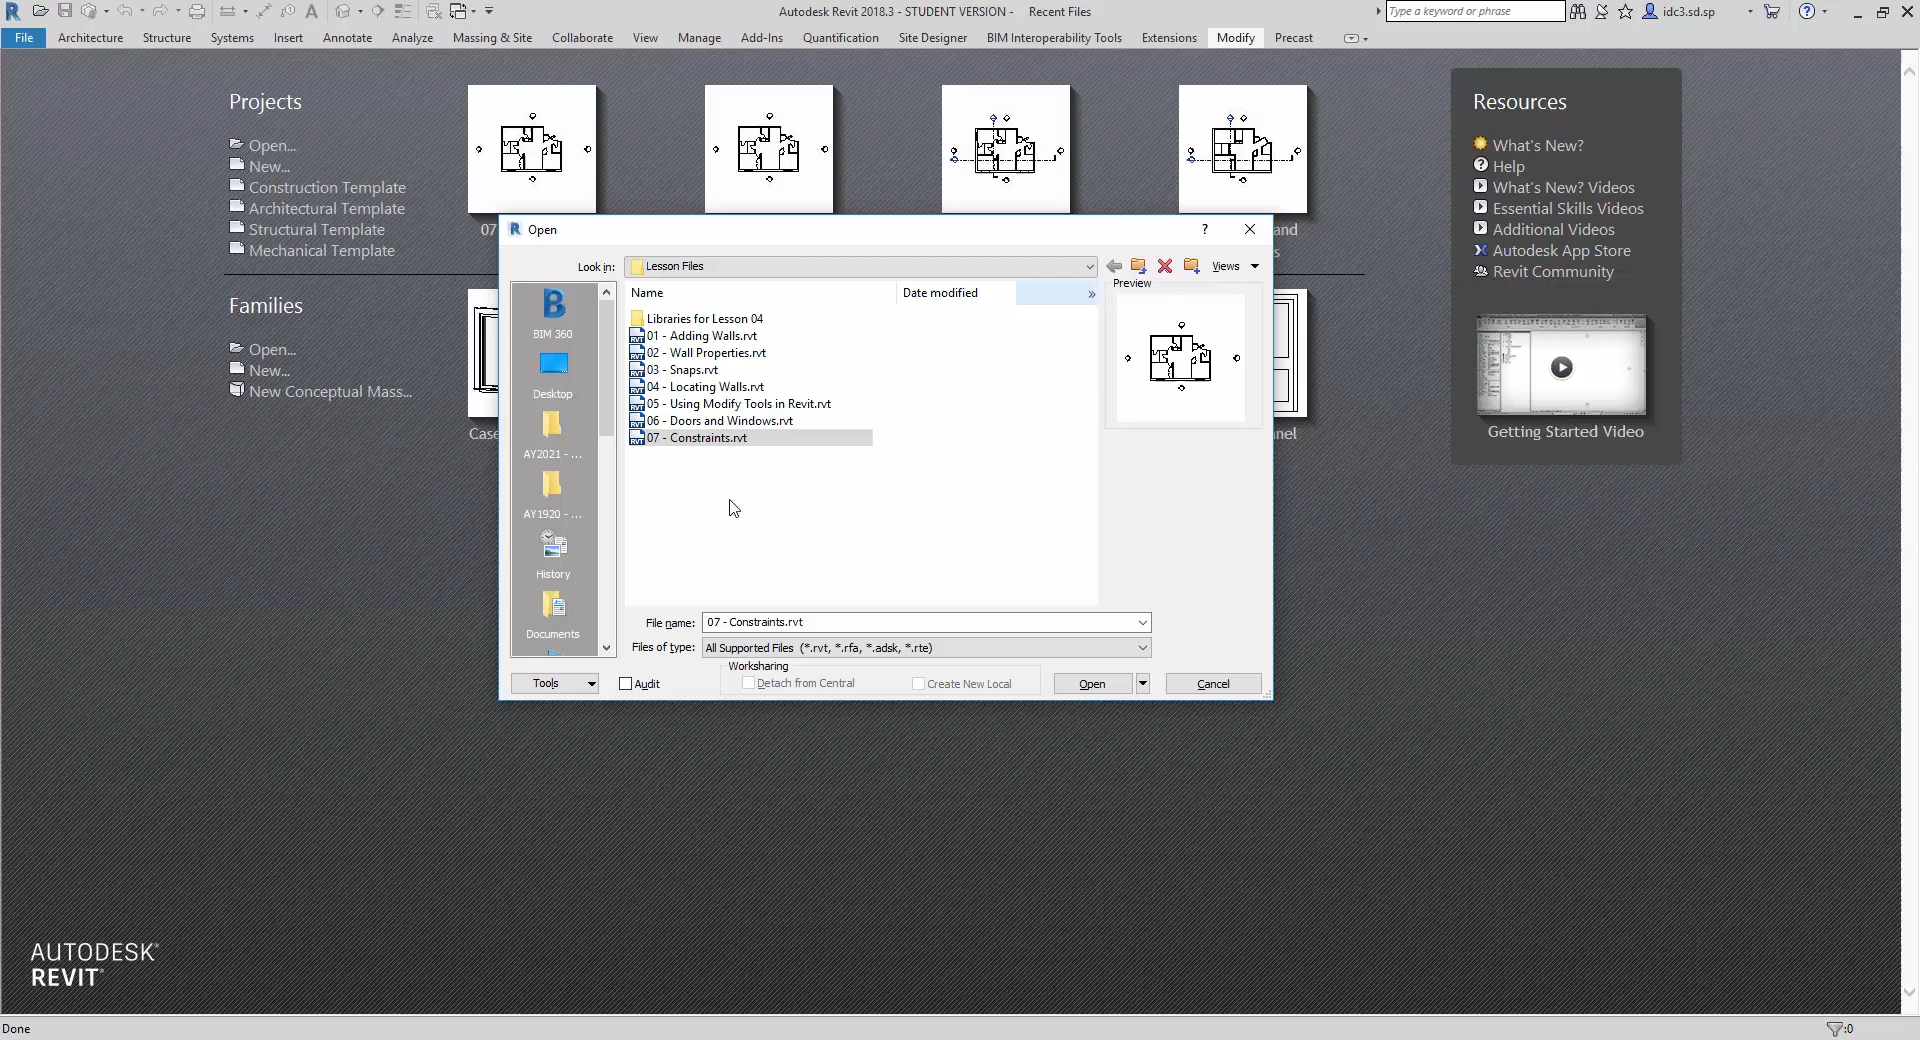 Autodesk Revit 2018.3 - STUDENT VERSION - Recent Files
Type a keyword or phrase
idc3.sd.sp
File Architecture Structure Systems Insert Annotate Analyze Massing & Site Collaborate View Manage Add-Ins Quantification Site Designer BIM Interoperability Tools Extensions Modify Precast
Projects
Open...
New...
Construction Template
Architectural Template
Structural Template
Mechanical Template
07
and
s
Families
Open...
New...
New Conceptual Mass...
Case
nel
Resources
What's New?
Help
What's New? Videos
Essential Skills Videos
Additional Videos
Autodesk App Store
Revit Community
Getting Started Video
Open
Look in: Lesson Files
Views
Name Date modified »
Preview
BIM 360
Desktop
AY2021 - ...
AY1920 - ...
History
Documents
Libraries for Lesson 04
01 - Adding Walls.rvt
02 - Wall Properties.rvt
03 - Snaps.rvt
04 - Locating Walls.rvt
05 - Using Modify Tools in Revit.rvt
06 - Doors and Windows.rvt
07 - Constraints.rvt
File name: 07 - Constraints.rvt
Files of type: All Supported Files (*.rvt, *.rfa, *.adsk, *.rte)
Worksharing
Tools Audit Detach from Central Create New Local Open Cancel
AUTODESK®
REVIT®
Done
:0